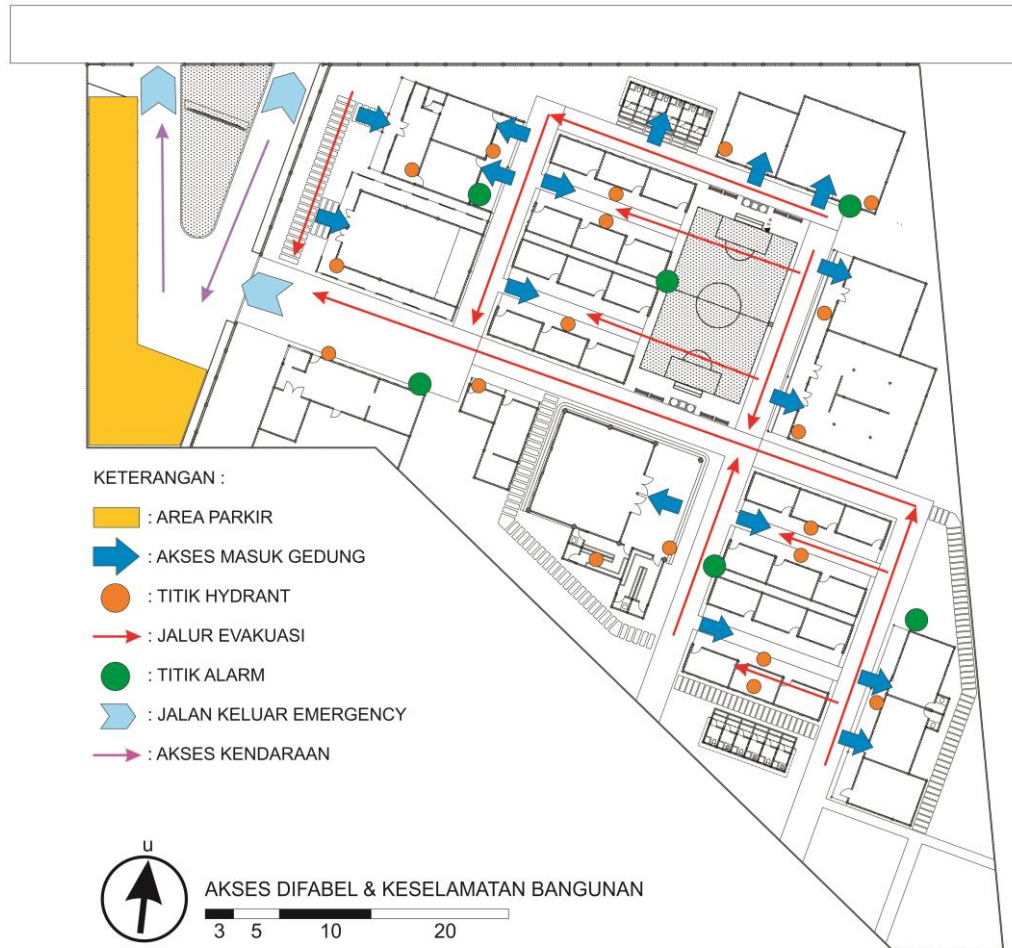 KETERANGAN :
: AREA PARKIR
: AKSES MASUK GEDUNG
: TITIK HYDRANT
: JALUR EVAKUASI
: TITIK ALARM
: JALAN KELUAR EMERGENCY
: AKSES KENDARAAN
u
AKSES DIFABEL & KESELAMATAN BANGUNAN
3 5 10 20